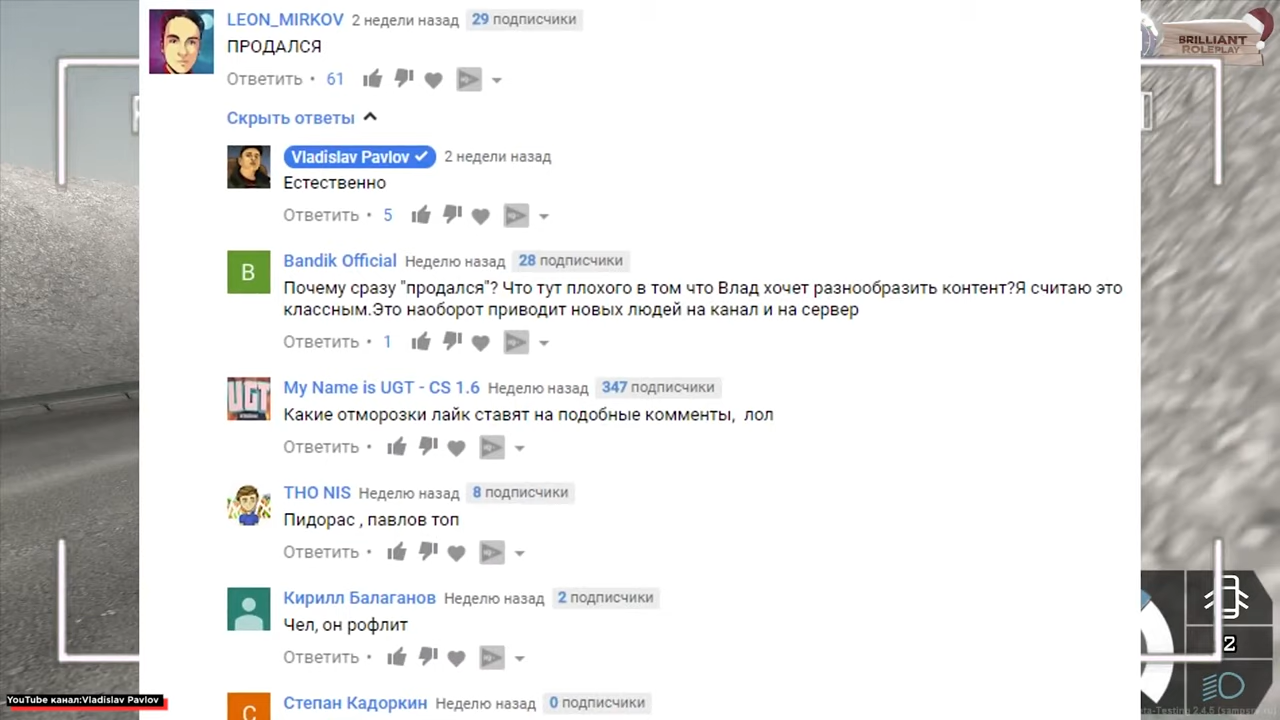 LEON_MIRKOV 2 недели назад 29 подписчики
ПРОДАЛСЯ
Ответить • 61
Скрыть ответы
Vladislav Pavlov 2 недели назад
Естественно
Ответить • 5
B
Bandik Official Неделю назад 28 подписчики
Почему сразу "продался"? Что тут плохого в том что Влад хочет разнообразить контент?Я считаю это
классным.Это наоборот приводит новых людей на канал и на сервер
Ответить • 1
UGT
My Name is UGT - CS 1.6 Неделю назад 347 подписчики
Какие отморозки лайк ставят на подобные комменты, лол
Ответить •
THO NIS Неделю назад 8 подписчики
Пидорас , павлов топ
Ответить •
Кирилл Балаганов Неделю назад 2 подписчики
Чел, он рофлит
Ответить •
С
Степан Кадоркин Неделю назад 0 подписчики
BRILLIANT
ROLEPLAY
Z
YouTube канал:Vladislav Pavlov